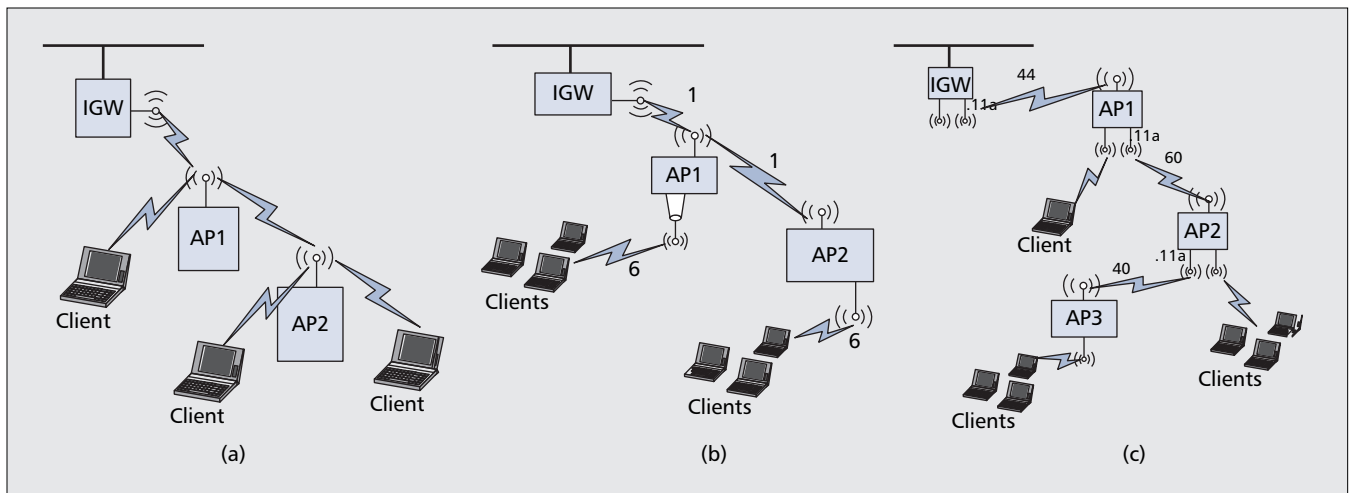 IGW
AP1
Client
AP2
Client
Client
(a)
IGW
1
AP1
1
AP2
6
Clients
6
Clients
(b)
IGW
.11a
44
AP1
.11a
60
Client
AP2
.11a
40
AP3
Clients
Clients
(c)